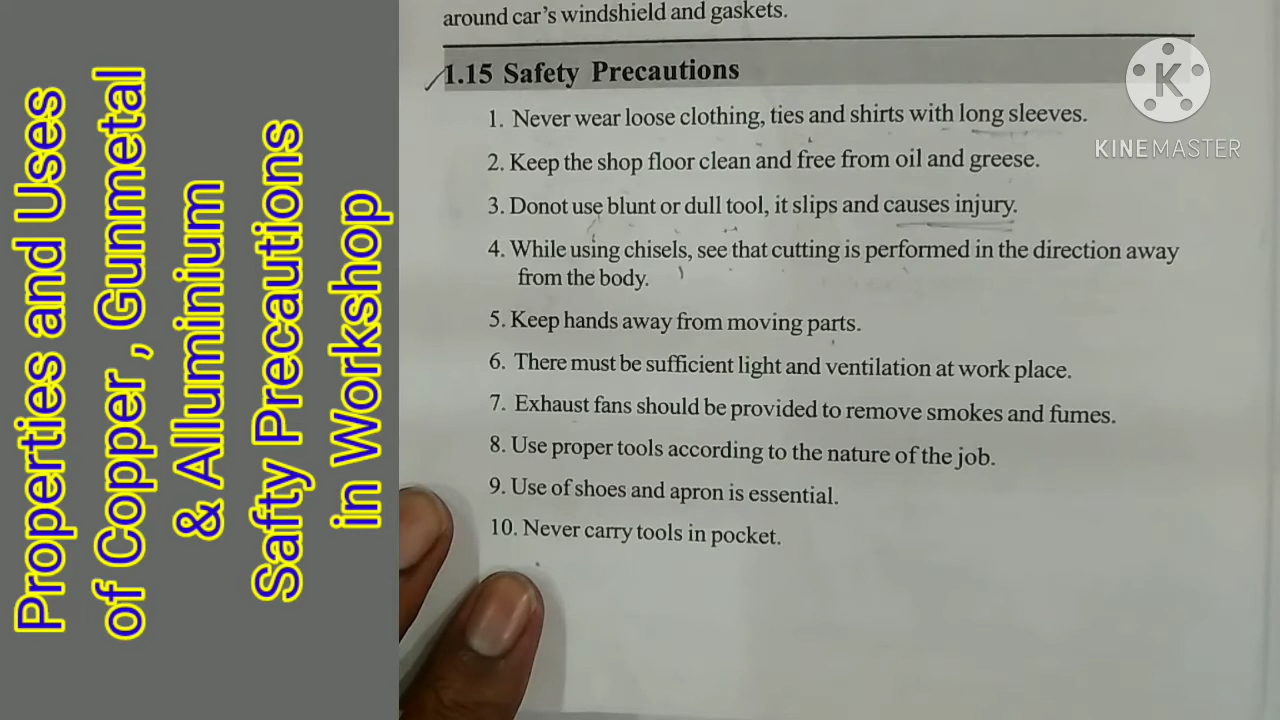 Properties and Uses
of Copper , Gunmetal
& Alluminium
Safty Precautions
in Workshop
around car's windshield and gaskets.
1.15 Safety Precautions
1. Never wear loose clothing, ties and shirts with long sleeves.
2. Keep the shop floor clean and free from oil and greese.
3. Donot use blunt or dull tool, it slips and causes injury.
4. While using chisels, see that cutting is performed in the direction away
from the body.
5. Keep hands away from moving parts.
6. There must be sufficient light and ventilation at work place.
7. Exhaust fans should be provided to remove smokes and fumes.
8. Use proper tools according to the nature of the job.
9. Use of shoes and apron is essential.
10. Never carry tools in pocket.
K
KINEMASTER